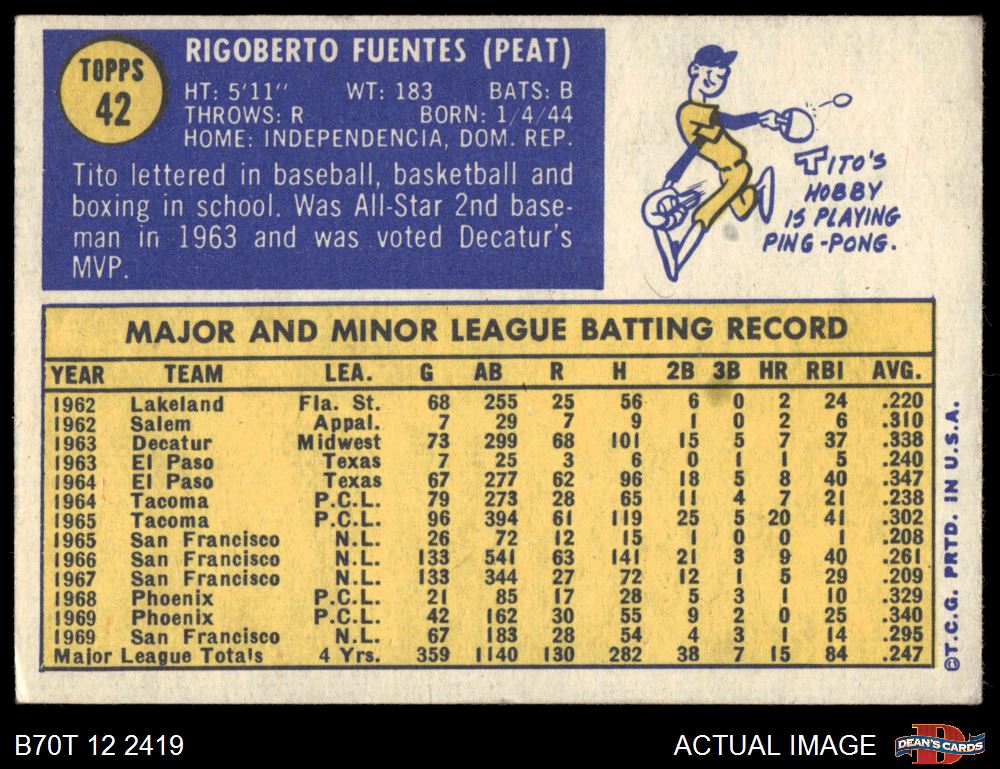 TOPPS
42
RIGOBERTO FUENTES (PEAT)
HT: 5'11" WT: 183 BATS: B
THROWS: R BORN: 1/4/44
HOME: INDEPENDENCIA, DOM. REP.
Tito lettered in baseball, basketball and
boxing in school. Was All-Star 2nd base-
man in 1963 and was voted Decatur's
MVP.
TITO'S
HOBBY
IS PLAYING
PING-PONG.
MAJOR AND MINOR LEAGUE BATTING RECORD
YEAR TEAM LEA. G AB R H 2B 3B HR RBI AVG.
1962 Lakeland Fla. St. 68 255 25 56 6 0 2 24 .220
1962 Salem Appal. 7 29 7 9 1 0 2 6 .310
1963 Decatur Midwest 73 299 68 101 15 5 7 37 .338
1963 El Paso Texas 7 25 3 6 0 1 1 5 .240
1964 El Paso Texas 67 277 62 96 18 5 8 40 .347
1964 Tacoma P.C.L. 79 273 28 65 11 4 7 21 .238
1965 Tacoma P.C.L. 96 394 61 119 25 5 20 41 .302
1965 San Francisco N.L. 26 72 12 15 1 0 0 1 .208
1966 San Francisco N.L. 133 541 63 141 21 3 9 40 .261
1967 San Francisco N.L. 133 344 27 72 12 1 5 29 .209
1968 Phoenix P.C.L. 21 85 17 28 5 3 1 10 .329
1969 Phoenix P.C.L. 42 162 30 55 9 2 0 25 .340
1969 San Francisco N.L. 67 183 28 54 4 3 1 14 .295
Major League Totals 4 Yrs. 359 1140 130 282 38 7 15 84 .247
©T.C.G. PRTD. IN U.S.A.
B70T 12 2419
ACTUAL IMAGE
D
DEAN'S CARDS